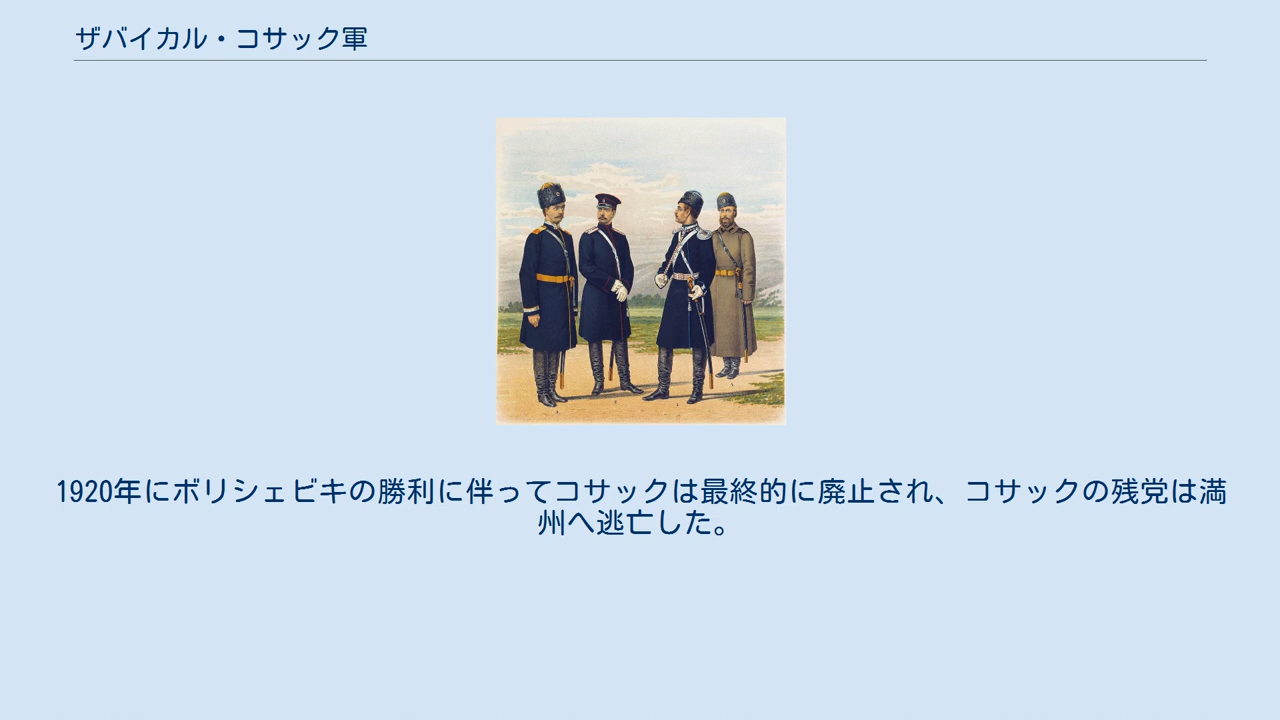 ザバイカル・コサック軍
1920年にボリシェビキの勝利に伴ってコサックは最終的に廃止され、コサックの残党は満
州へ逃亡した。